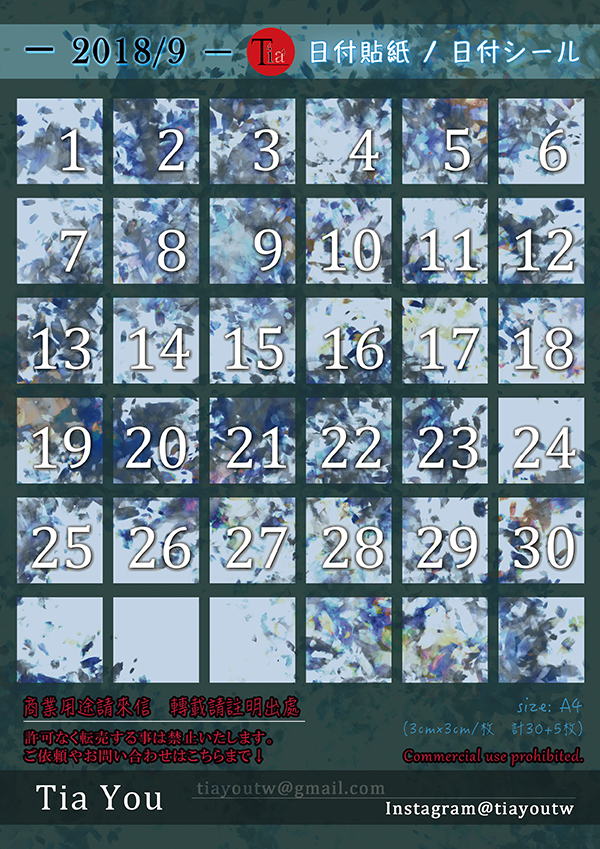 — 2018/9 — Tia 日付貼紙 / 日付シール
1 2 3 4 5 6
7 8 9 10 11 12
13 14 15 16 17 18
19 20 21 22 23 24
25 26 27 28 29 30
商業用途請來信 轉載請註明出處
size: A4
(3cmx3cm/枚 計30+5枚)
許可なく転売する事は禁止いたします。
ご依頼やお問い合わせはこちらまで!
Commercial use prohibited.
Tia You
tiayoutw@gmail.com
Instagram@tiayoutw